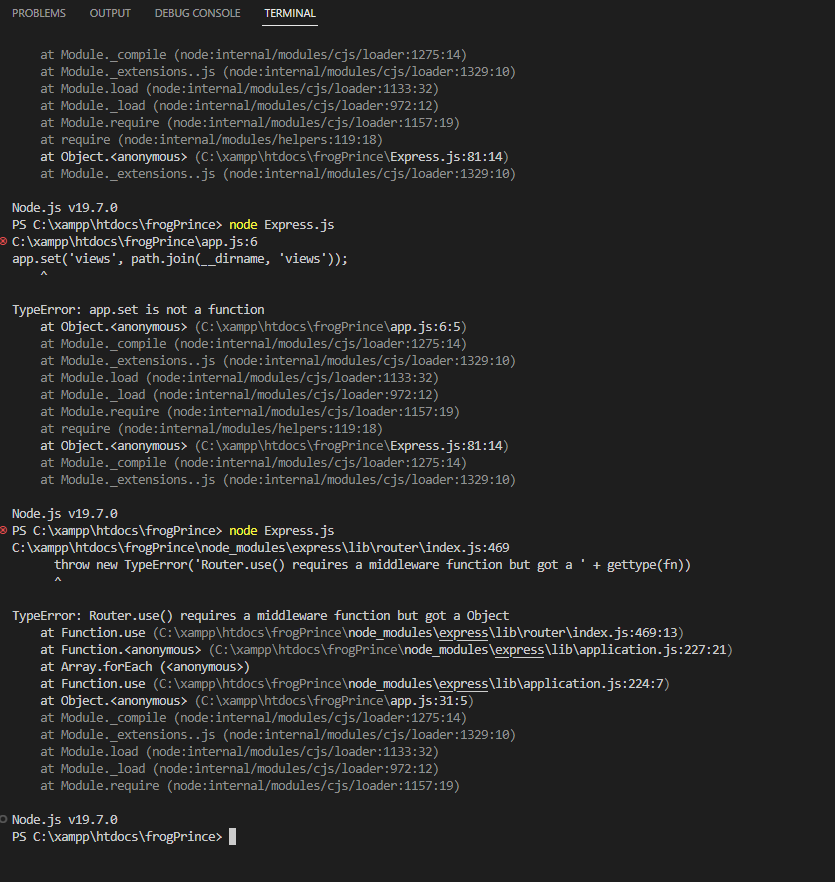 PROBLEMS OUTPUT DEBUG CONSOLE TERMINAL
at Module._compile (node:internal/modules/cjs/loader:1275:14)
at Module._extensions..js (node:internal/modules/cjs/loader:1329:10)
at Module.load (node:internal/modules/cjs/loader:1133:32)
at Module._load (node:internal/modules/cjs/loader:972:12)
at Module.require (node:internal/modules/cjs/loader:1157:19)
at require (node:internal/modules/helpers:119:18)
at Object.<anonymous> (C:\xampp\htdocs\frogPrince\Express.js:81:14)
at Module._extensions..js (node:internal/modules/cjs/loader:1329:10)
Node.js v19.7.0
PS C:\xampp\htdocs\frogPrince> node Express.js
C:\xampp\htdocs\frogPrince\app.js:6
app.set('views', path.join(__dirname, 'views'));
^
TypeError: app.set is not a function
at Object.<anonymous> (C:\xampp\htdocs\frogPrince\app.js:6:5)
at Module._compile (node:internal/modules/cjs/loader:1275:14)
at Module._extensions..js (node:internal/modules/cjs/loader:1329:10)
at Module.load (node:internal/modules/cjs/loader:1133:32)
at Module._load (node:internal/modules/cjs/loader:972:12)
at Module.require (node:internal/modules/cjs/loader:1157:19)
at require (node:internal/modules/helpers:119:18)
at Object.<anonymous> (C:\xampp\htdocs\frogPrince\Express.js:81:14)
at Module._compile (node:internal/modules/cjs/loader:1275:14)
at Module._extensions..js (node:internal/modules/cjs/loader:1329:10)
Node.js v19.7.0
PS C:\xampp\htdocs\frogPrince> node Express.js
C:\xampp\htdocs\frogPrince\node_modules\express\lib\router\index.js:469
throw new TypeError('Router.use() requires a middleware function but got a ' + gettype(fn))
^
TypeError: Router.use() requires a middleware function but got a Object
at Function.use (C:\xampp\htdocs\frogPrince\node_modules\express\lib\router\index.js:469:13)
at Function.<anonymous> (C:\xampp\htdocs\frogPrince\node_modules\express\lib\application.js:227:21)
at Array.forEach (<anonymous>)
at Function.use (C:\xampp\htdocs\frogPrince\node_modules\express\lib\application.js:224:7)
at Object.<anonymous> (C:\xampp\htdocs\frogPrince\app.js:31:5)
at Module._compile (node:internal/modules/cjs/loader:1275:14)
at Module._extensions..js (node:internal/modules/cjs/loader:1329:10)
at Module.load (node:internal/modules/cjs/loader:1133:32)
at Module._load (node:internal/modules/cjs/loader:972:12)
at Module.require (node:internal/modules/cjs/loader:1157:19)
Node.js v19.7.0
PS C:\xampp\htdocs\frogPrince>